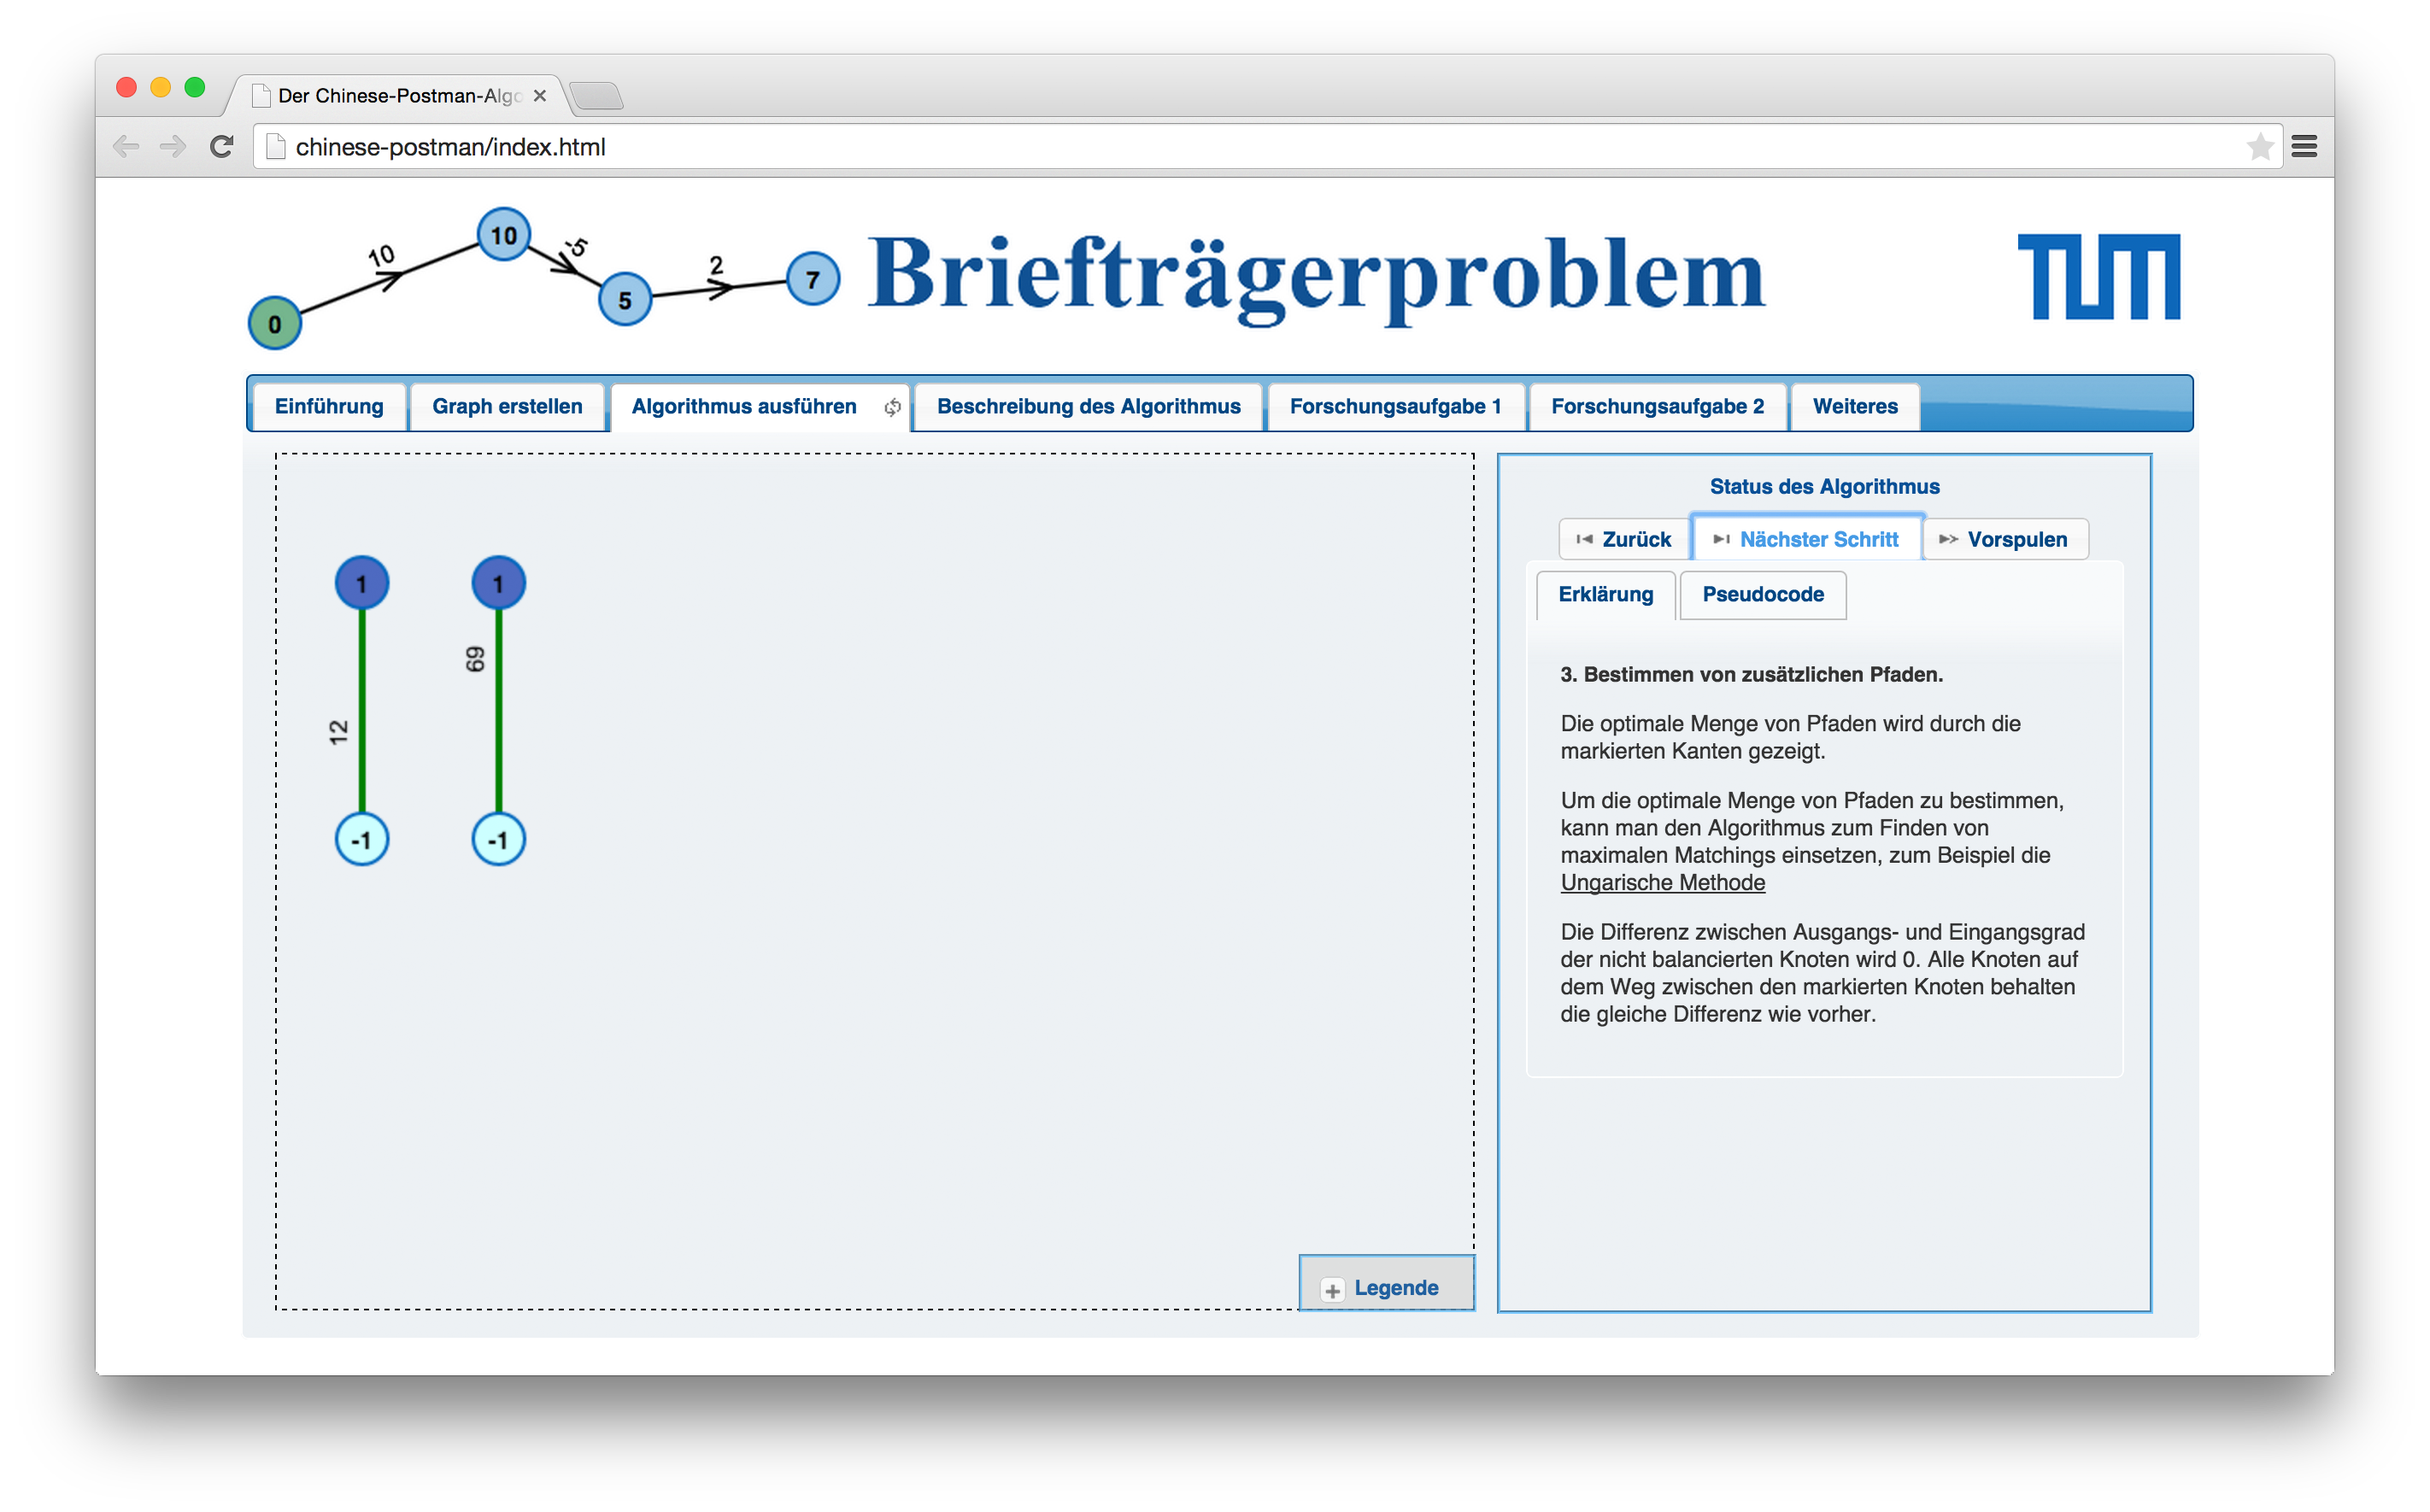 Der Chinese-Postman-Algo
chinese-postman/index.html
10
10
-5
2
7
5
0
Briefträgerproblem
TUM
Einführung
Graph erstellen
Algorithmus ausführen
Beschreibung des Algorithmus
Forschungsaufgabe 1
Forschungsaufgabe 2
Weiteres
1
1
69
12
-1
-1
Legende
Status des Algorithmus
Zurück
Nächster Schritt
Vorspulen
Erklärung
Pseudocode
3. Bestimmen von zusätzlichen Pfaden.
Die optimale Menge von Pfaden wird durch die
markierten Kanten gezeigt.
Um die optimale Menge von Pfaden zu bestimmen,
kann man den Algorithmus zum Finden von
maximalen Matchings einsetzen, zum Beispiel die
Ungarische Methode
Die Differenz zwischen Ausgangs- und Eingangsgrad
der nicht balancierten Knoten wird 0. Alle Knoten auf
dem Weg zwischen den markierten Knoten behalten
die gleiche Differenz wie vorher.